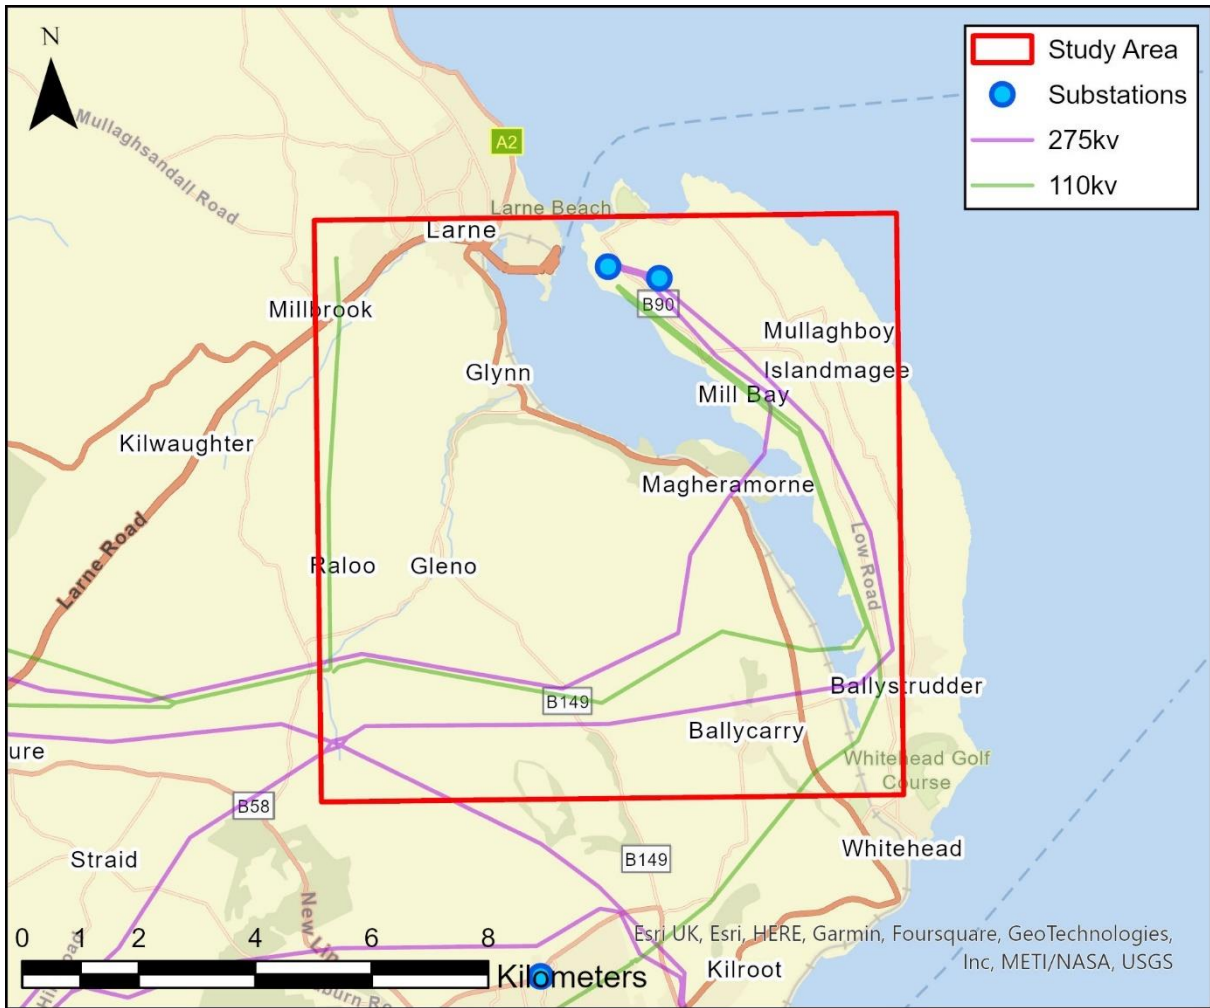 N
Study Area
Substations
275kv
110kv
Mullaghsandall Road
A2
Larne Beach
Larne
B90
Millbrook
Mullaghboy
Glynn
Islandmagee
Mill Bay
Kilwaughter
Magheramorne
Larne Road
Low Road
Raloo
Gleno
Ballystrudder
B149
Ballycarry
ure
Whitehead Golf
Course
B58
Straid
B149
Whitehead
New Lin
0 1 2 4 6 8
Kilometers
Kilroot
Esri UK, Esri, HERE, Garmin, Foursquare, GeoTechnologies,
Inc, METI/NASA, USGS